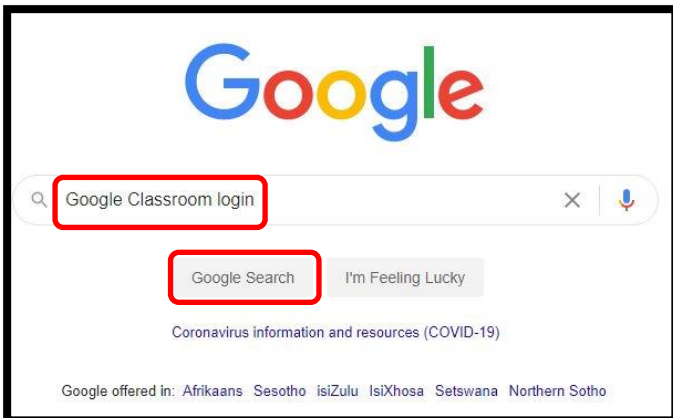 Google
Google Classroom login
Google Search I'm Feeling Lucky
Coronavirus information and resources (COVID-19)
Google offered in: Afrikaans Sesotho isiZulu IsiXhosa Setswana Northern Sotho